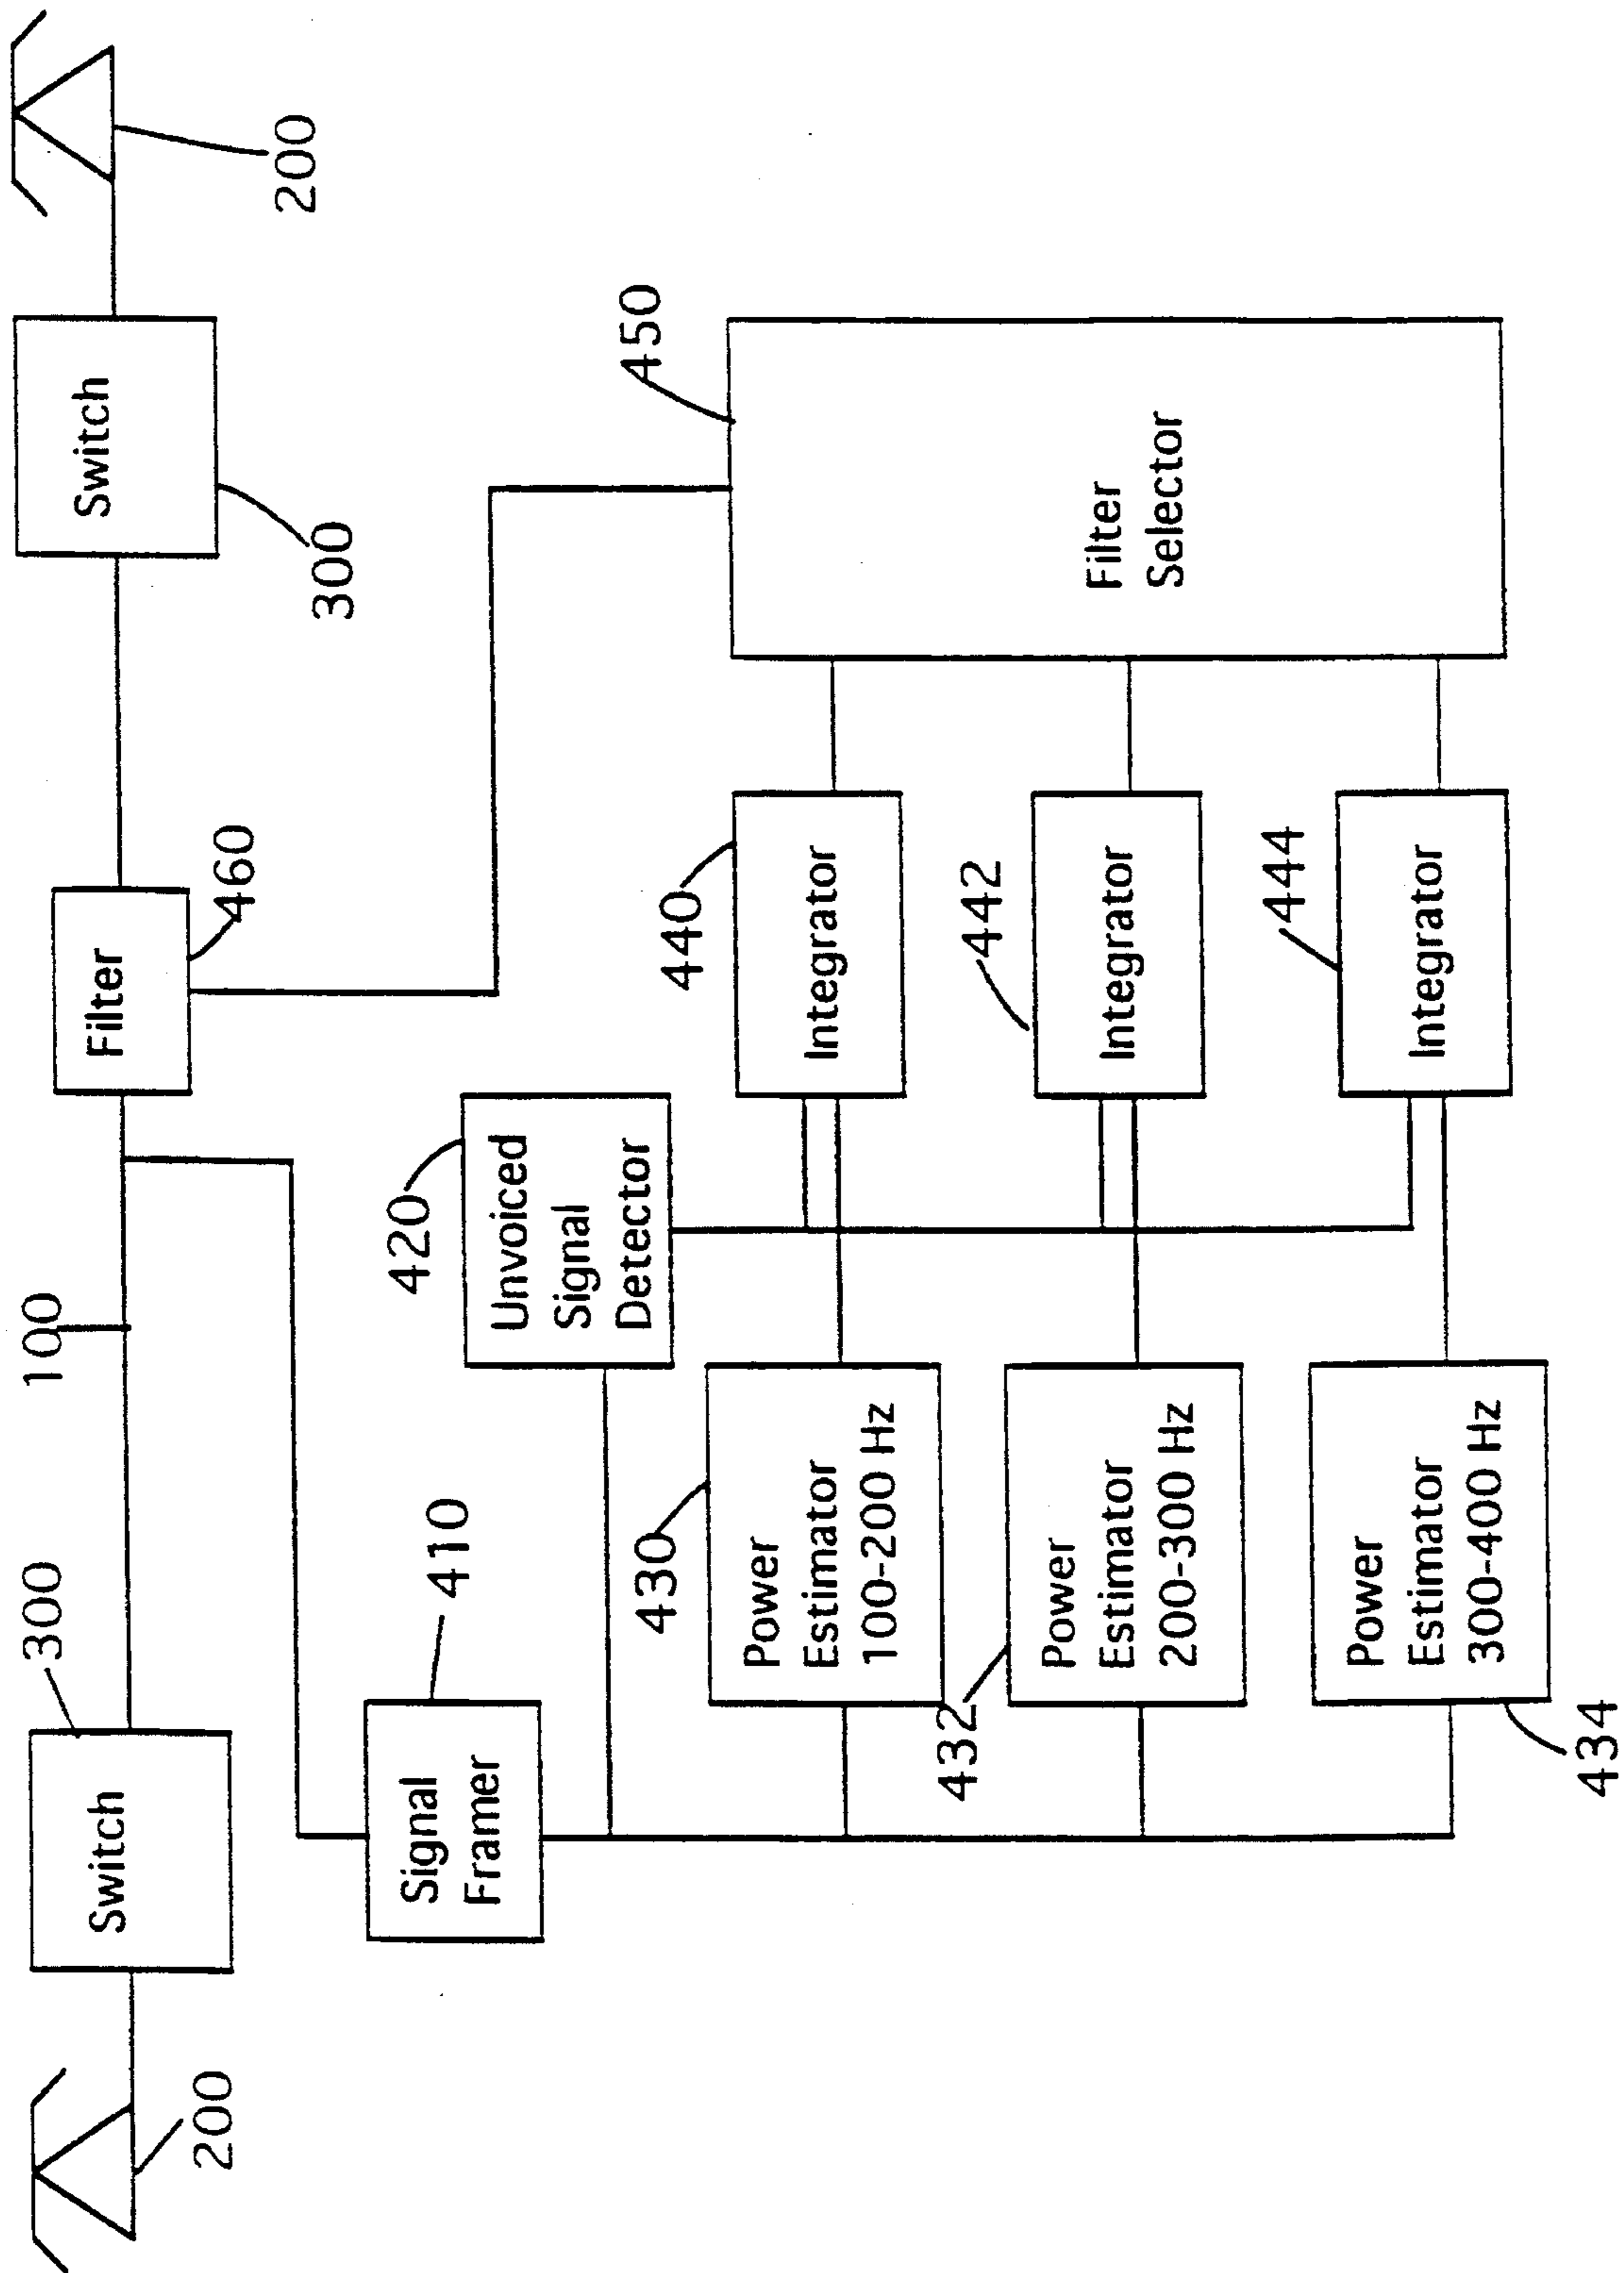 200
Switch
300
100
Filter
460
Switch
300
200
Signal
Framer
410
Unvoiced
Signal
Detector
420
Power
Estimator
100-200 Hz
430
Integrator
440
Filter
Selector
450
Power
Estimator
200-300 Hz
432
Integrator
442
Power
Estimator
300-400 Hz
434
Integrator
444